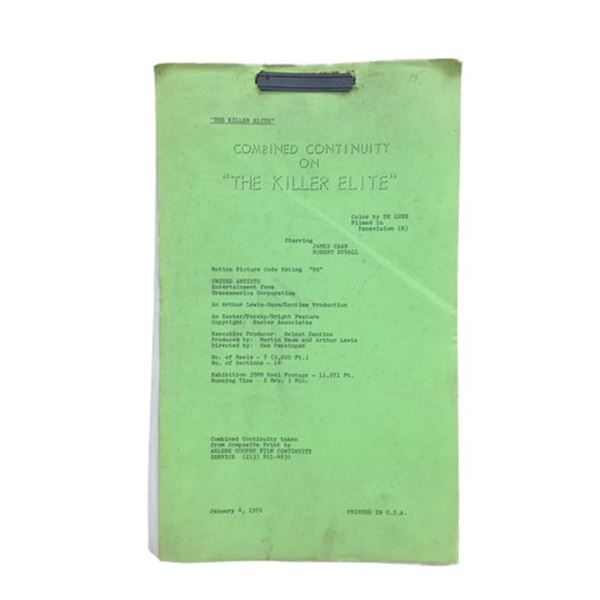 "THE KILLER ELITE"
COMBINED CONTINUITY
ON
"THE KILLER ELITE"
Color by DE LUXE
Filmed in
Panavision (R)
Starring
JAMES CAAN
ROBERT DUVALL
Motion Picture Code Rating "PG"
UNITED ARTISTS
Entertainment from
Transamerica Corporation
An Arthur Lewis-Baum/Dantine Production
An Exeter/Persky/Bright Feature
Copyright: Exeter Associates
Executive Producer: Helmut Dantine
Produced by: Martin Baum and Arthur Lewis
Directed by: Sam Peckinpah
No. of Reels - 7 (2,000 Ft.)
No. of Sections -
Exhibition 35MM Reel Footage - 11,071 Ft.
Running Time - 2 Hrs. 3 Min.
Combined Continuity taken
from Composite Print by
ARLENE COOPER FILM CONTINUITY
SERVICE (213) 851-4830
January 4, 1976
PRINTED IN U.S.A.